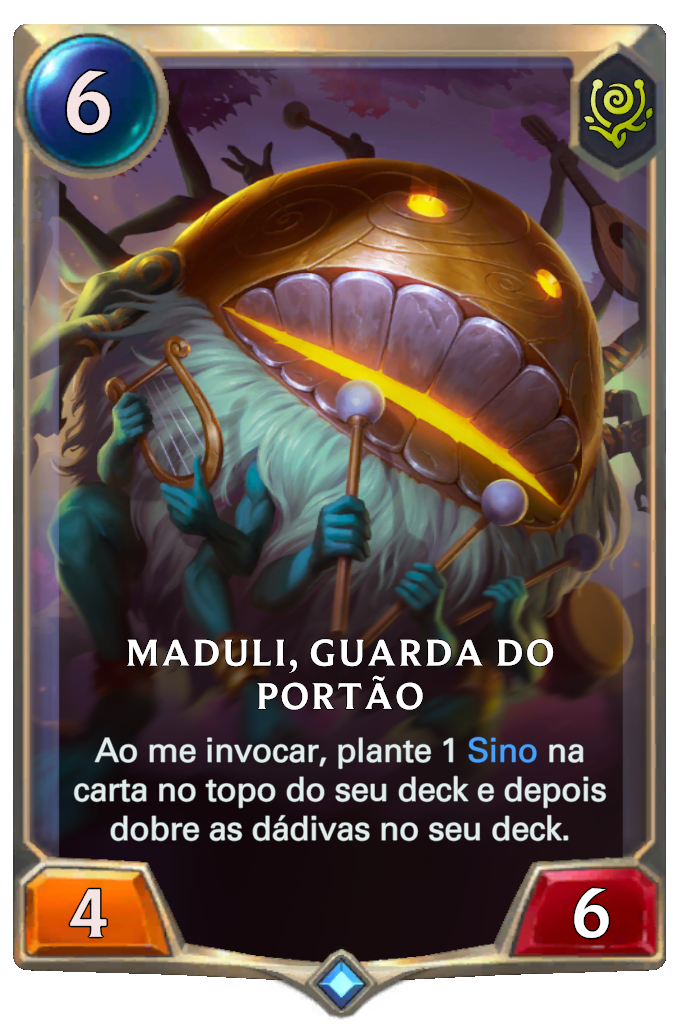 6
MADULI, GUARDA DO
PORTÃO
Ao me invocar, plante 1 Sino na
carta no topo do seu deck e depois
dobre as dádivas no seu deck.
4
6